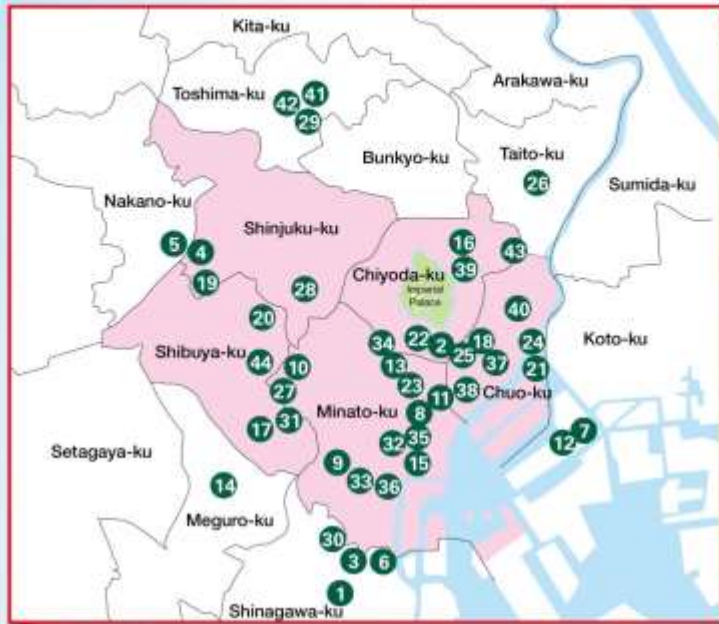 Kita-ku
Toshima-ku
41
42
29
Arakawa-ku
Bunkyo-ku
Taito-ku
26
Sumida-ku
Nakano-ku
5
4
Shinjuku-ku
16
43
Chiyoda-ku
39
Imperial
Palace
19
28
20
40
34
22
2
18
24
Koto-ku
Shibuya-ku
44
10
13
25
37
21
27
23
11
38
Chuo-ku
Minato-ku
8
17
31
32
35
7
12
Setagaya-ku
9
15
14
33
36
Meguro-ku
30
3
6
1
Shinagawa-ku